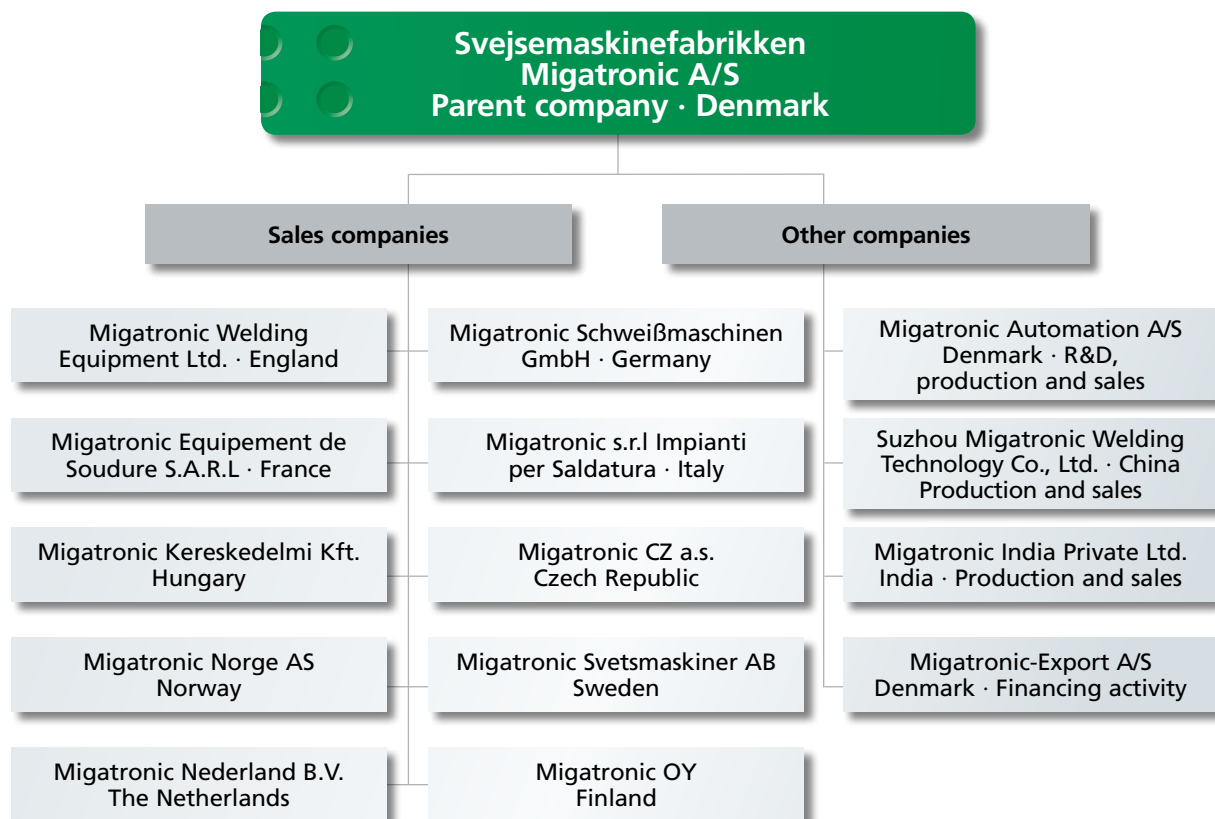 Svejsemaskinefabrikken
Migatronic A/S
Parent company · Denmark
Sales companies
Other companies
Migatronic Welding
Equipment Ltd. · England
Migatronic Schweißmaschinen
GmbH · Germany
Migatronic Automation A/S
Denmark · R&D,
production and sales
Migatronic Equipement de
Soudure S.A.R.L · France
Migatronic s.r.l Impianti
per Saldatura · Italy
Suzhou Migatronic Welding
Technology Co., Ltd. · China
Production and sales
Migatronic Kereskedelmi Kft.
Hungary
Migatronic CZ a.s.
Czech Republic
Migatronic India Private Ltd.
India · Production and sales
Migatronic Norge AS
Norway
Migatronic Svetsmaskiner AB
Sweden
Migatronic-Export A/S
Denmark · Financing activity
Migatronic Nederland B.V.
The Netherlands
Migatronic OY
Finland